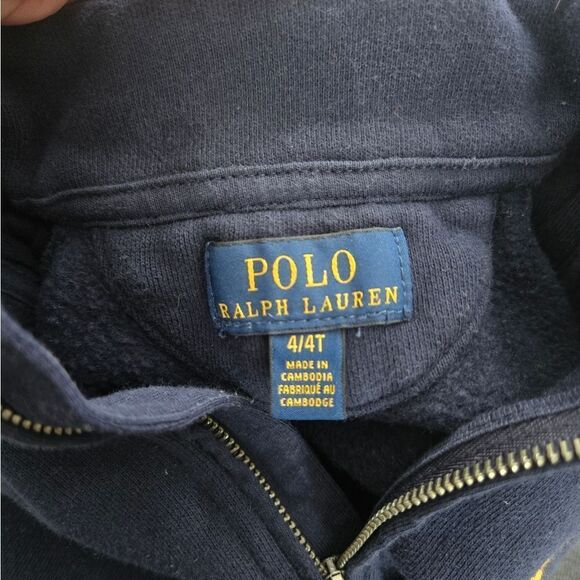 POLO
RALPH LAUREN
4/4T
MADE IN
CAMBODIA
FABRIQUÉ AU
CAMBODGE